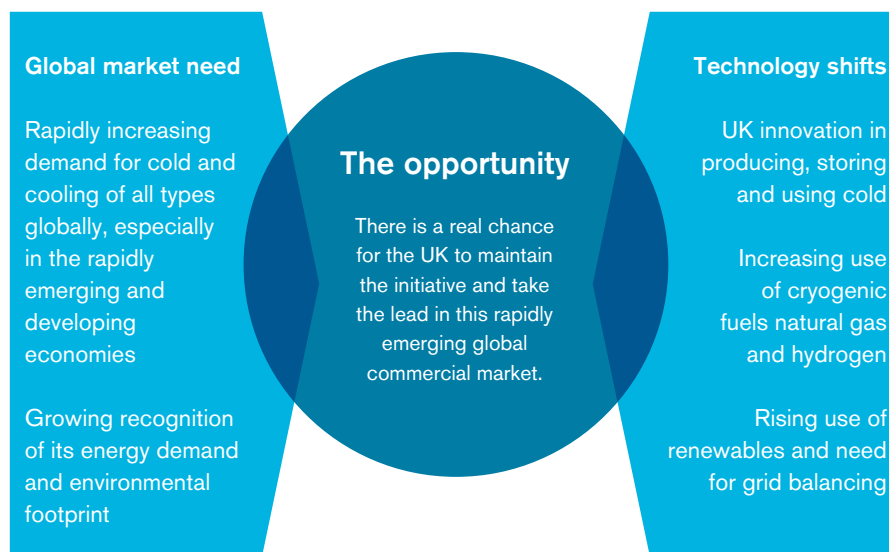 Global market need
Rapidly increasing
demand for cold and
cooling of all types
globally, especially
in the rapidly
emerging and
developing
economies
Growing recognition
of its energy demand
and environmental
footprint
The opportunity
There is a real chance
for the UK to maintain
the initiative and take
the lead in this rapidly
emerging global
commercial market.
Technology shifts
UK innovation in
producing, storing
and using cold
Increasing use
of cryogenic
fuels natural gas
and hydrogen
Rising use of
renewables and need
for grid balancing